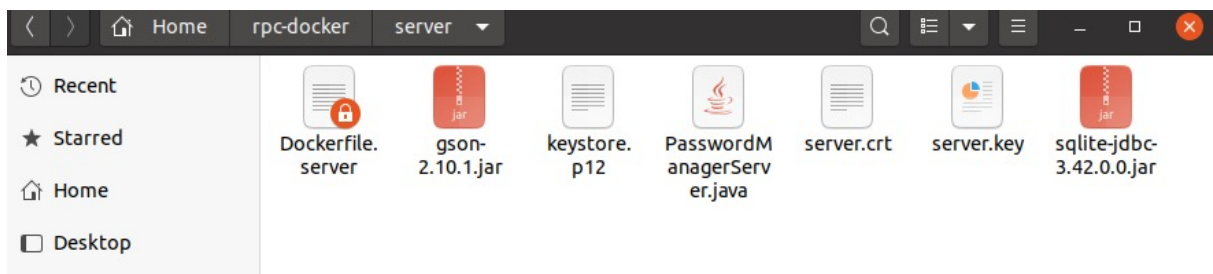 Home rpc-docker server
Recent
Starred
Home
Desktop
Dockerfile.
server
jar
gson-
2.10.1.jar
keystore.
p12
PasswordM
anagerServ
er.java
server.crt
server.key
jar
sqlite-jdbc-
3.42.0.0.jar